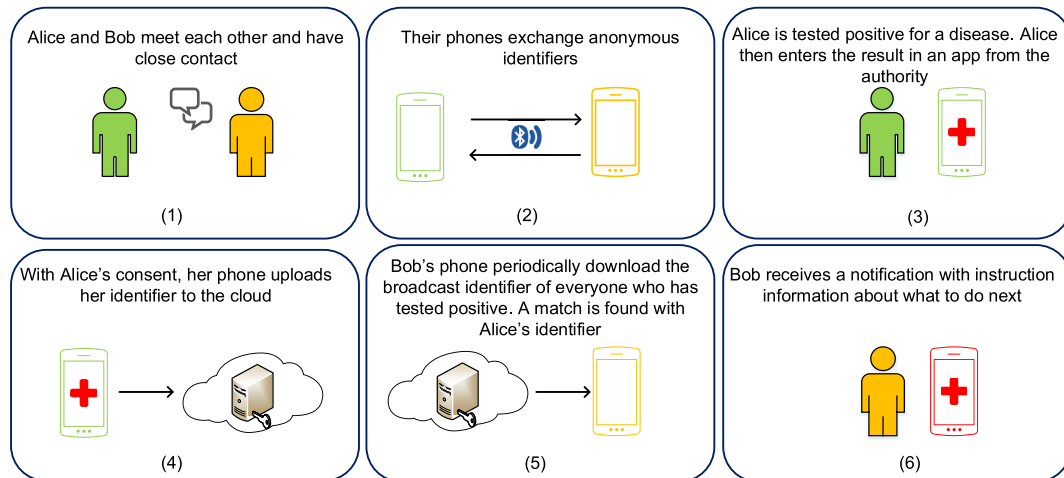 Alice and Bob meet each other and have
close contact
(1)
Their phones exchange anonymous
identifiers
(2)
Alice is tested positive for a disease. Alice
then enters the result in an app from the
authority
(3)
With Alice’s consent, her phone uploads
her identifier to the cloud
(4)
Bob’s phone periodically download the
broadcast identifier of everyone who has
tested positive. A match is found with
Alice’s identifier
(5)
Bob receives a notification with instruction
information about what to do next
(6)